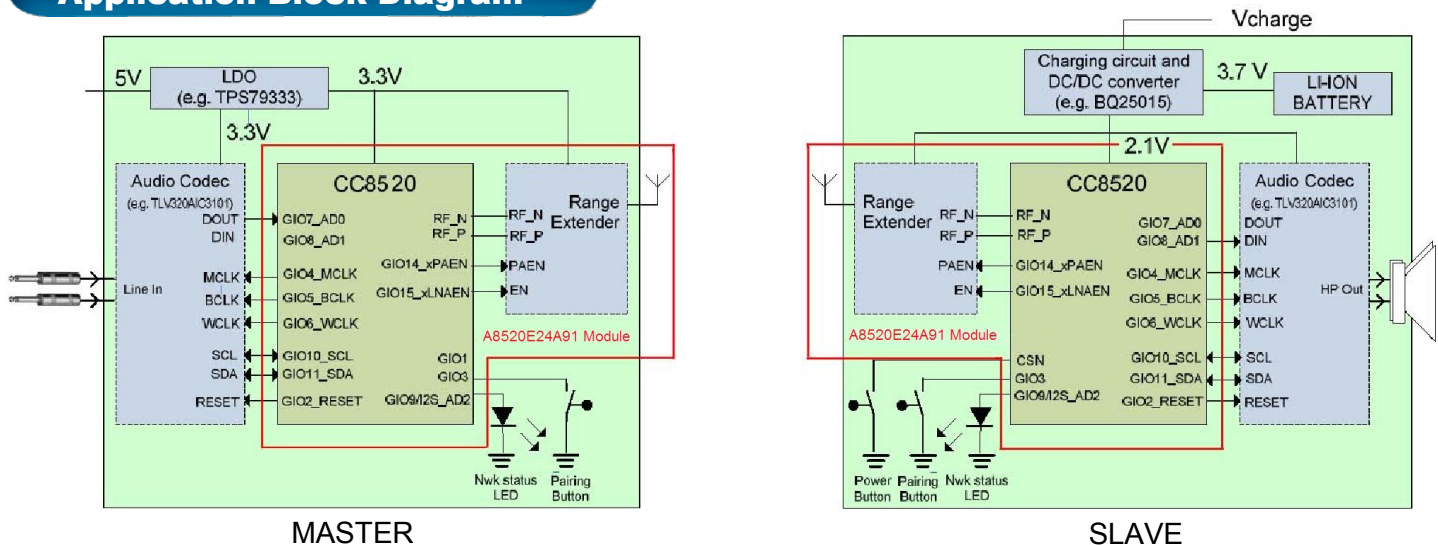 Application Block Diagram
5V
LDO
(e.g. TPS79333)
3.3V
3.3V
Audio Codec
(e.g. TLV320AIC3101)
DOUT
DIN
Line In
MCLK
BCLK
WCLK
SCL
SDA
RESET
CC8520
GIO7_AD0
GIO8_AD1
GIO4_MCLK
GIO5_BCLK
GIO6_WCLK
GIO10_SCL
GIO11_SDA
GIO2_RESET
RF_N
RF_P
GIO14_xPAEN
GIO15_xLNAEN
GIO1
GIO3
GIO9/I2S_AD2
Range
Extender
RF_N
RF_P
PAEN
EN
A8520E24A91 Module
Nwk status
LED
Pairing
Button
MASTER
Vcharge
Charging circuit and
DC/DC converter
(e.g. BQ25015)
3.7 V
LI-ION
BATTERY
2.1V
Range
Extender
RF_N
RF_P
PAEN
EN
A8520E24A91 Module
CC8520
RF_N
RF_P
GIO14_xPAEN
GIO15_xLNAEN
CSN
GIO3
GIO9/I2S_AD2
GIO7_AD0
GIO8_AD1
GIO4_MCLK
GIO5_BCLK
GIO6_WCLK
GIO10_SCL
GIO11_SDA
GIO2_RESET
Audio Codec
(e.g. TLV320AIC3101)
DOUT
DIN
MCLK
HP Out
BCLK
WCLK
SCL
SDA
RESET
Power
Button
Pairing
Button
Nwk status
LED
SLAVE